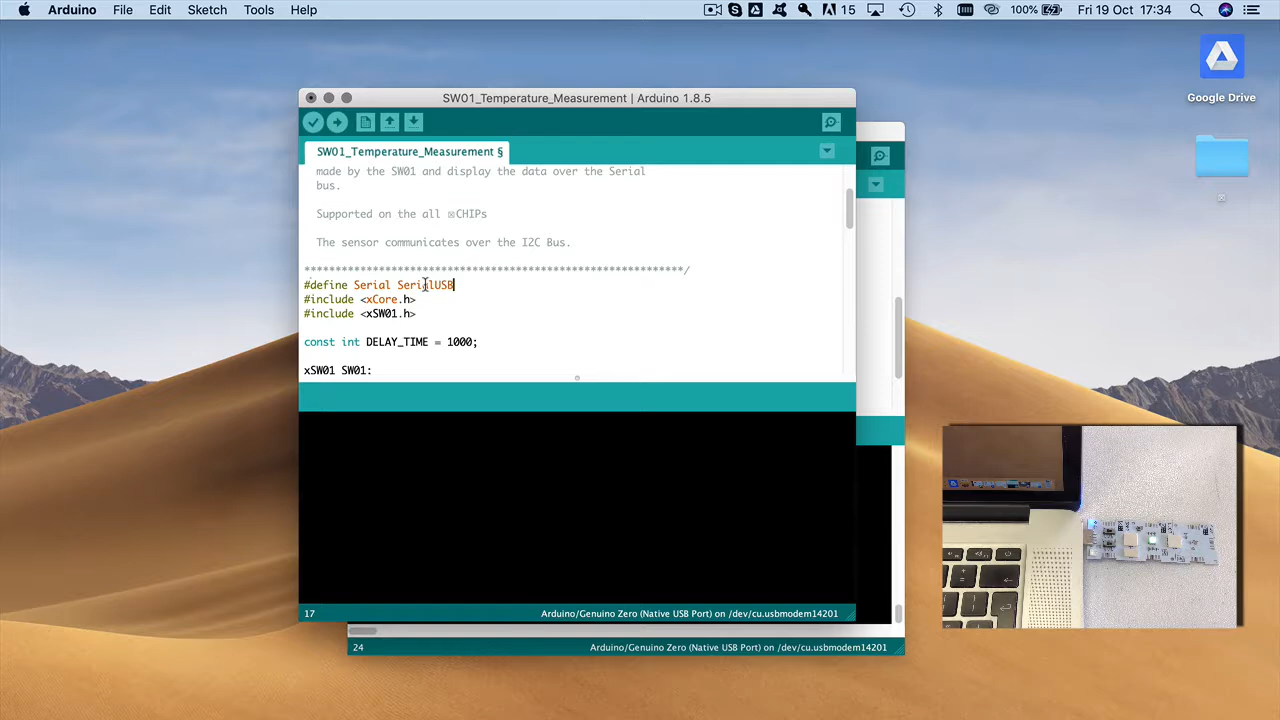 Arduino File Edit Sketch Tools Help
15 100% Fri 19 Oct 17:34
Google Drive
SW01_Temperature_Measurement | Arduino 1.8.5
SW01_Temperature_Measurement §
made by the SW01 and display the data over the Serial
bus.
Supported on the all ☒CHIPs
The sensor communicates over the I2C Bus.
*************************************************************/
#define Serial SerialUSB
#include <xCore.h>
#include <xSW01.h>
const int DELAY_TIME = 1000;
xSW01 SW01;
17 Arduino/Genuino Zero (Native USB Port) on /dev/cu.usbmodem14201
24 Arduino/Genuino Zero (Native USB Port) on /dev/cu.usbmodem14201